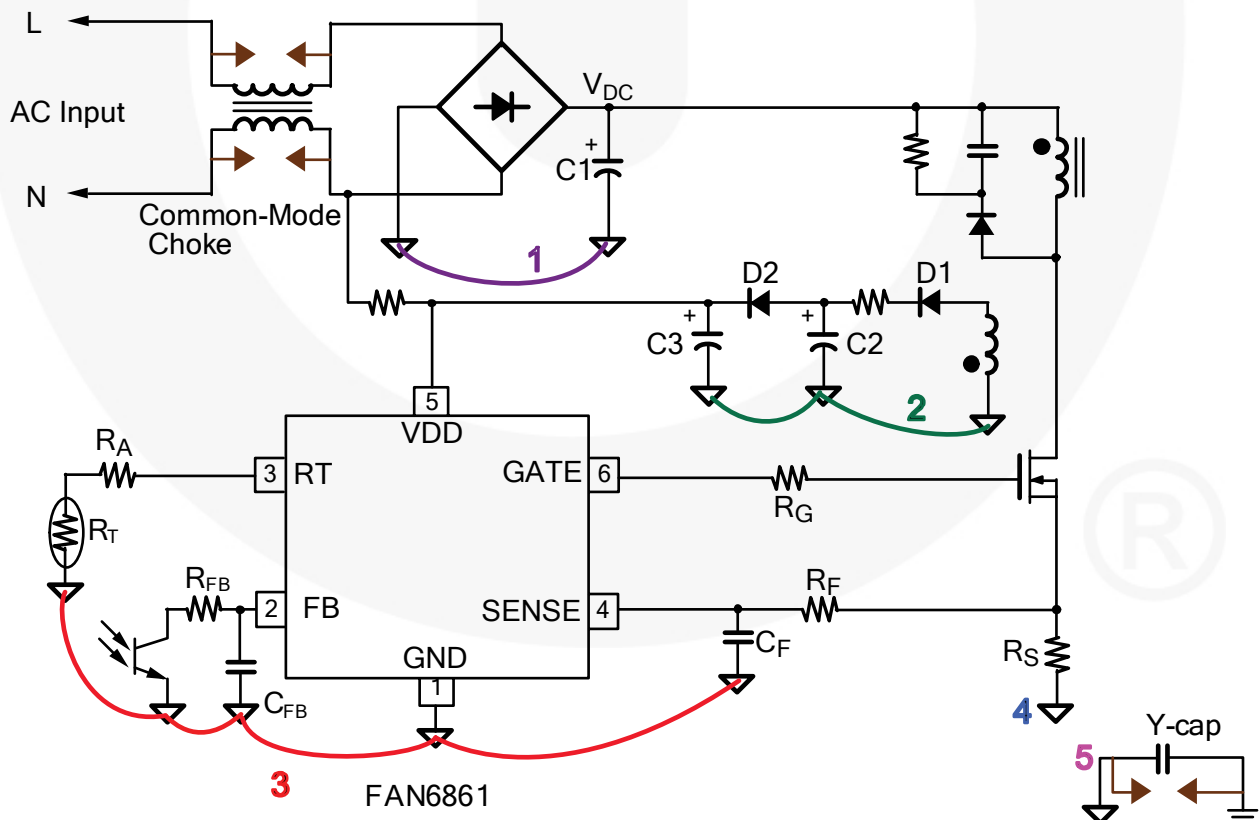 L
AC Input
N
Common-Mode
Choke
VDC
+
C1
1
D2
D1
+
C3
+
C2
2
5
VDD
RA
3
RT
GATE
6
RG
RT
RFB
2
FB
SENSE
4
RF
CF
RS
GND
1
CFB
4
Y-cap
5
3
FAN6861
®